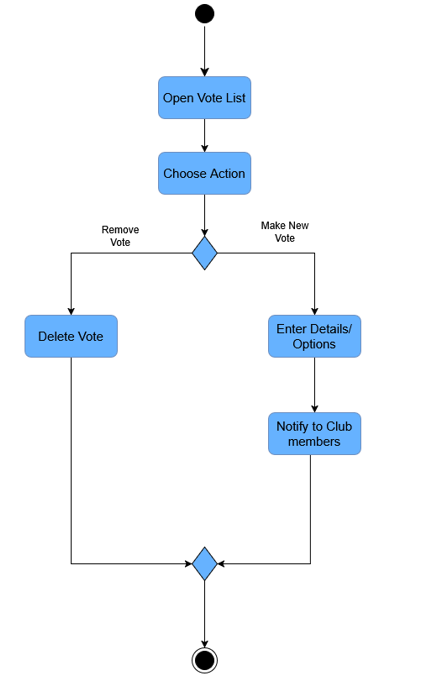 Open Vote List
Choose Action
Remove
Vote
Make New
Vote
Delete Vote
Enter Details/
Options
Notify to Club
members